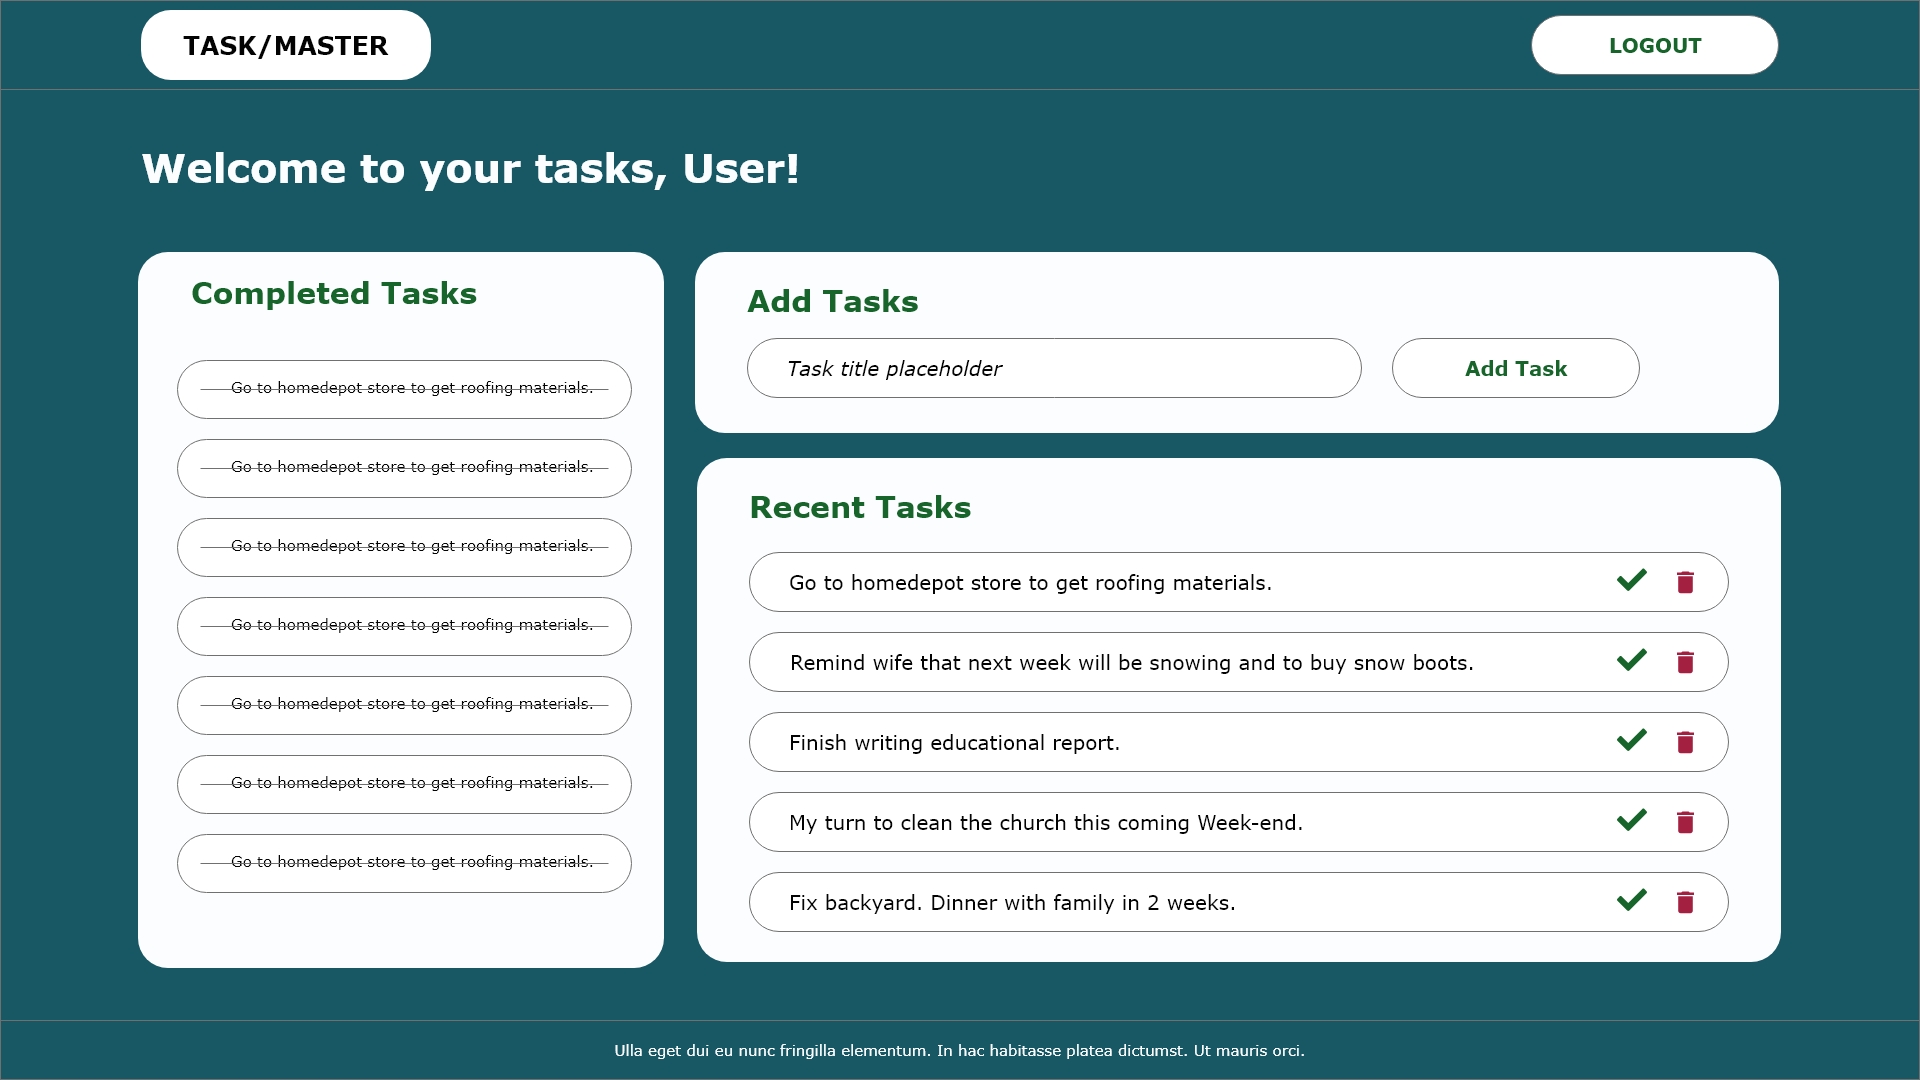 TASK/MASTER
LOGOUT
Welcome to your tasks, User!
Completed Tasks
Go to homedepot store to get roofing materials.
Go to homedepot store to get roofing materials.
Go to homedepot store to get roofing materials.
Go to homedepot store to get roofing materials.
Go to homedepot store to get roofing materials.
Go to homedepot store to get roofing materials.
Go to homedepot store to get roofing materials.
Add Tasks
Task title placeholder
Add Task
Recent Tasks
Go to homedepot store to get roofing materials.
Remind wife that next week will be snowing and to buy snow boots.
Finish writing educational report.
My turn to clean the church this coming Week-end.
Fix backyard. Dinner with family in 2 weeks.
Ulla eget dui eu nunc fringilla elementum. In hac habitasse platea dictumst. Ut mauris orci.